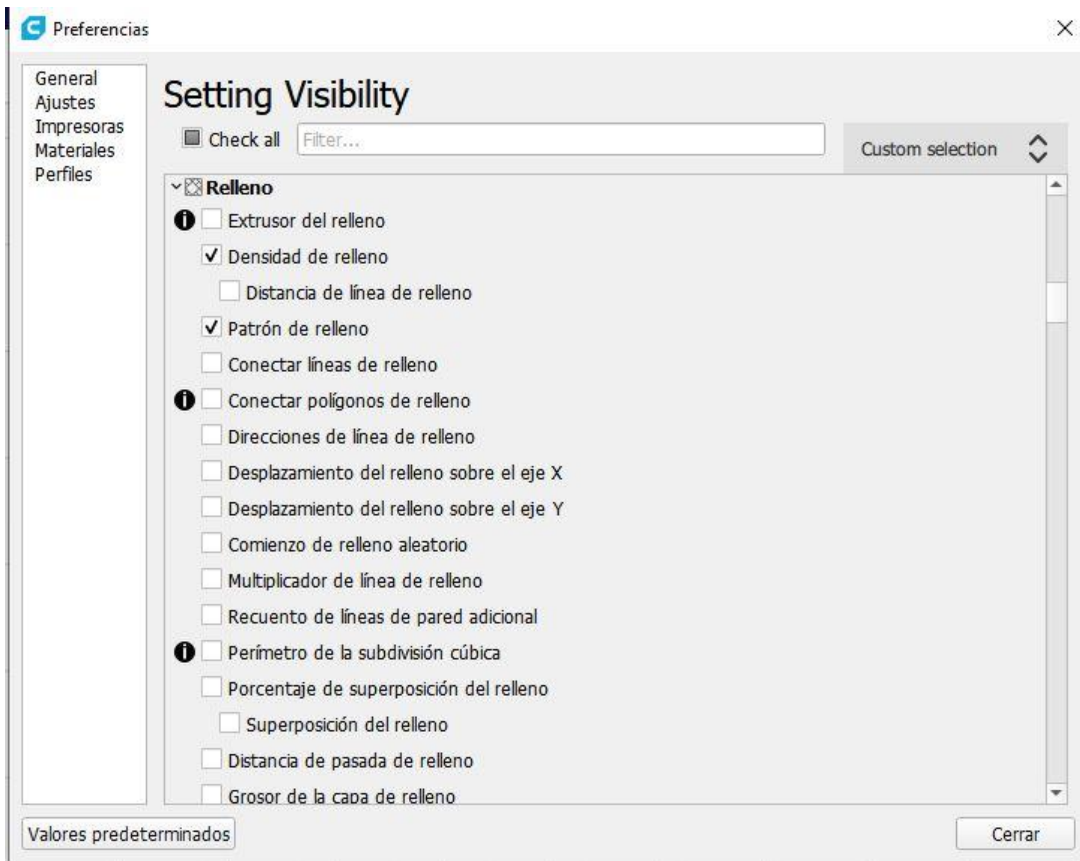 Preferencias
General
Ajustes
Impresoras
Materiales
Perfiles
Setting Visibility
Check all
Filter...
Custom selection
Relleno
Extrusor del relleno
Densidad de relleno
Distancia de línea de relleno
Patrón de relleno
Conectar líneas de relleno
Conectar polígonos de relleno
Direcciones de línea de relleno
Desplazamiento del relleno sobre el eje X
Desplazamiento del relleno sobre el eje Y
Comienzo de relleno aleatorio
Multiplicador de línea de relleno
Recuento de líneas de pared adicional
Perímetro de la subdivisión cúbica
Porcentaje de superposición del relleno
Superposición del relleno
Distancia de pasada de relleno
Grosor de la capa de relleno
Valores predeterminados
Cerrar